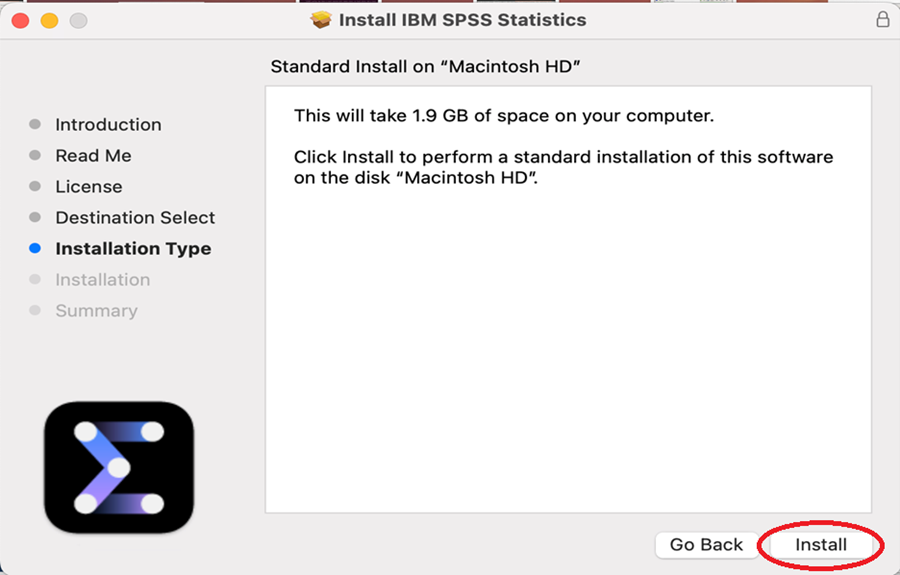 Install IBM SPSS Statistics
Standard Install on “Macintosh HD”
Introduction
Read Me
License
Destination Select
Installation Type
Installation
Summary
This will take 1.9 GB of space on your computer.
Click Install to perform a standard installation of this software
on the disk “Macintosh HD”.
Go Back
Install